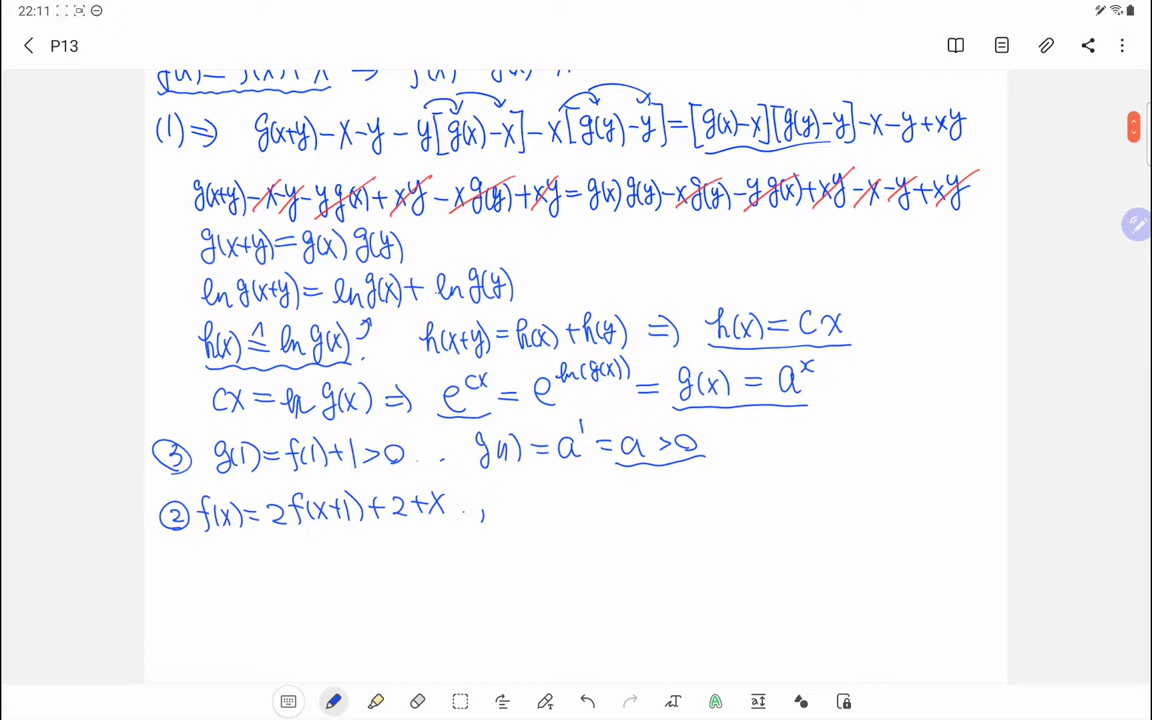 22:11
P13
g(x)=f(x)+x ⇒ f(x) g(x)
(1)⇒ g(x+y)-x-y-y[g(x)-x]-x[g(y)-y]=[g(x)-x][g(y)-y]-x-y+xy
g(x+y)-x-y-yg(x)+xy-xg(y)+xy=g(x)g(y)-xg(y)-yg(x)+xy-x-y+xy
g(x+y)=g(x)g(y)
ln g(x+y)=ln g(x)+ln g(y)
h(x)≙ln g(x). h(x+y)=h(x)+h(y) ⇒ h(x)=Cx
cx=ln g(x) ⇒ e^{cx}=e^{ln(g(x))}=g(x)=a^x
③ g(1)=f(1)+1>0 .. g(1)=a^1=a>0
② f(x)=2f(x+1)+2+x .,